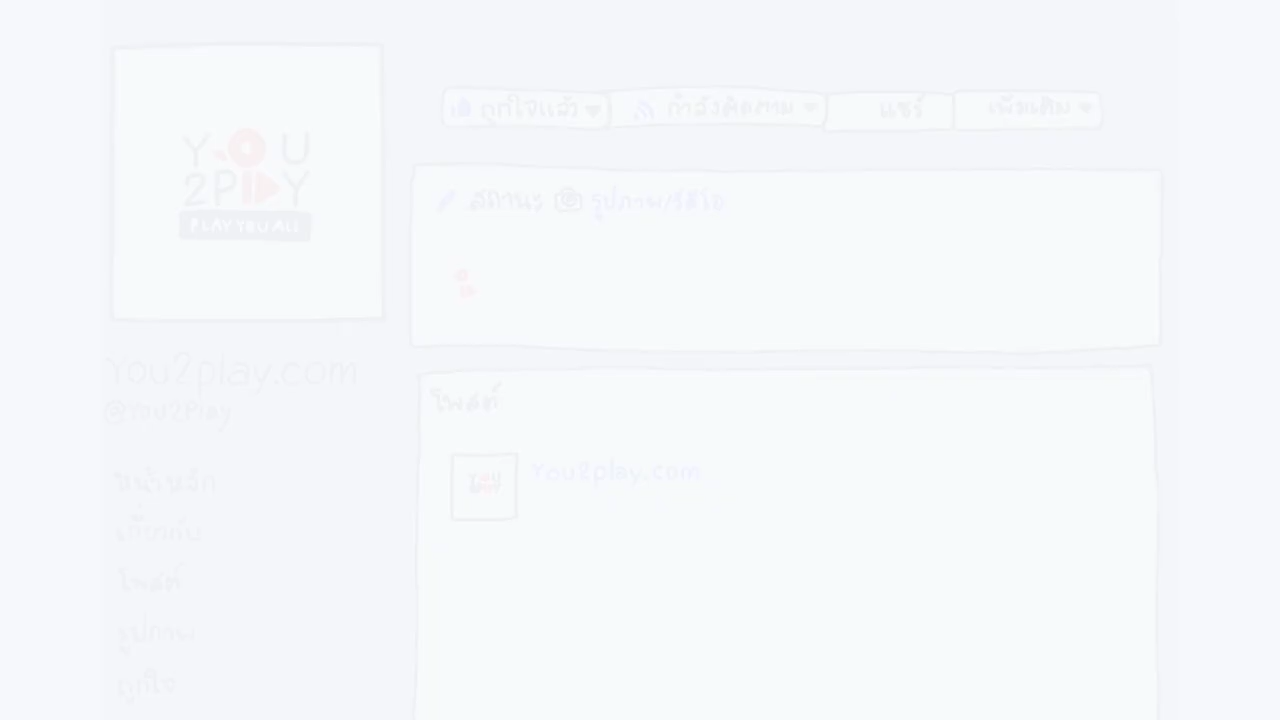 YOU
2PLAY
PLAY YOU ALL
You2play.com
@You2Play
หน้าหลัก
เกี่ยวกับ
โพสต์
รูปภาพ
ถูกใจ
ถูกใจแล้ว
กำลังติดตาม
แชร์
เพิ่มเติม
สถานะ รูปภาพ/วีดีโอ
โพสต์
You2play.com